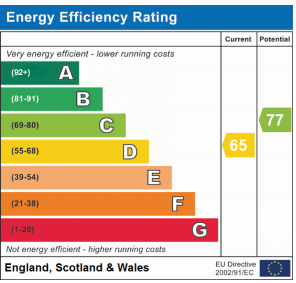 Energy Efficiency Rating
Current Potential
Very energy efficient - lower running costs
(92+) A
(81-91) B
(69-80) C
77
(55-68) D
65
(39-54) E
(21-38) F
(1-20) G
Not energy efficient - higher running costs
England, Scotland & Wales
EU Directive
2002/91/EC